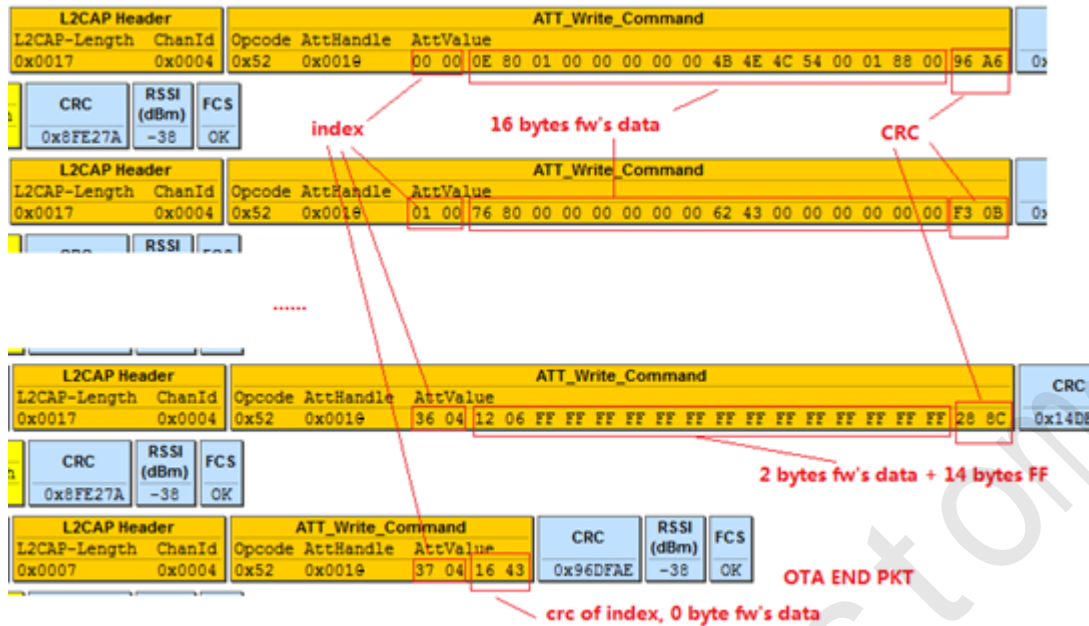 L2CAP Header ATT_Write_Command
L2CAP-Length ChanId Opcode AttHandle AttValue
0x0017 0x0004 0x52 0x0019 00 00 0E 80 01 00 00 00 00 00 4B 4E 4C 54 00 01 88 00 96 A6
CRC RSSI (dBm) FCS
0x8FE27A -38 OK
index 16 bytes fw's data CRC
L2CAP Header ATT_Write_Command
L2CAP-Length ChanId Opcode AttHandle AttValue
0x0017 0x0004 0x52 0x0019 01 00 76 80 00 00 00 00 00 00 62 43 00 00 00 00 00 00 F3 0B
RSSI
......
L2CAP Header ATT_Write_Command
L2CAP-Length ChanId Opcode AttHandle AttValue CRC
0x0017 0x0004 0x52 0x0019 36 04 12 06 FF FF FF FF FF FF FF FF FF FF FF FF FF FF 28 8C
CRC RSSI (dBm) FCS
0x8FE27A -38 OK
2 bytes fw's data + 14 bytes FF
L2CAP Header ATT_Write_Command CRC RSSI (dBm) FCS
L2CAP-Length ChanId Opcode AttHandle AttValue
0x0007 0x0004 0x52 0x0019 37 04 16 43 0x96DFAE -38 OK
OTA END PKT
crc of index, 0 byte fw's data